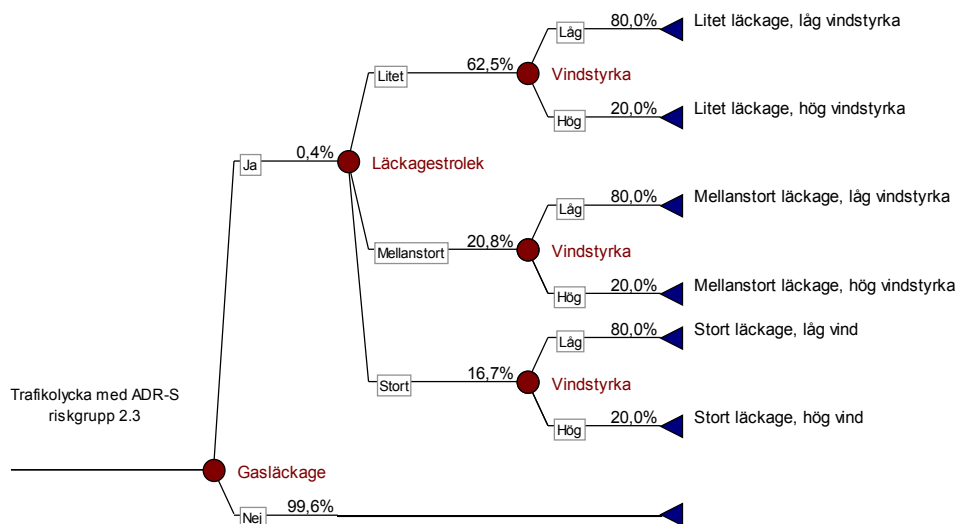 Låg
80,0%
Litet läckage, låg vindstyrka
Litet
62,5%
Vindstyrka
Hög
20,0%
Litet läckage, hög vindstyrka
Ja
0,4%
Läckagestrolek
Låg
80,0%
Mellanstort läckage, låg vindstyrka
Mellanstort
20,8%
Vindstyrka
Hög
20,0%
Mellanstort läckage, hög vindstyrka
Låg
80,0%
Stort läckage, låg vind
Stort
16,7%
Vindstyrka
Hög
20,0%
Stort läckage, hög vind
Trafikolycka med ADR-S
riskgrupp 2.3
Gasläckage
Nej
99,6%